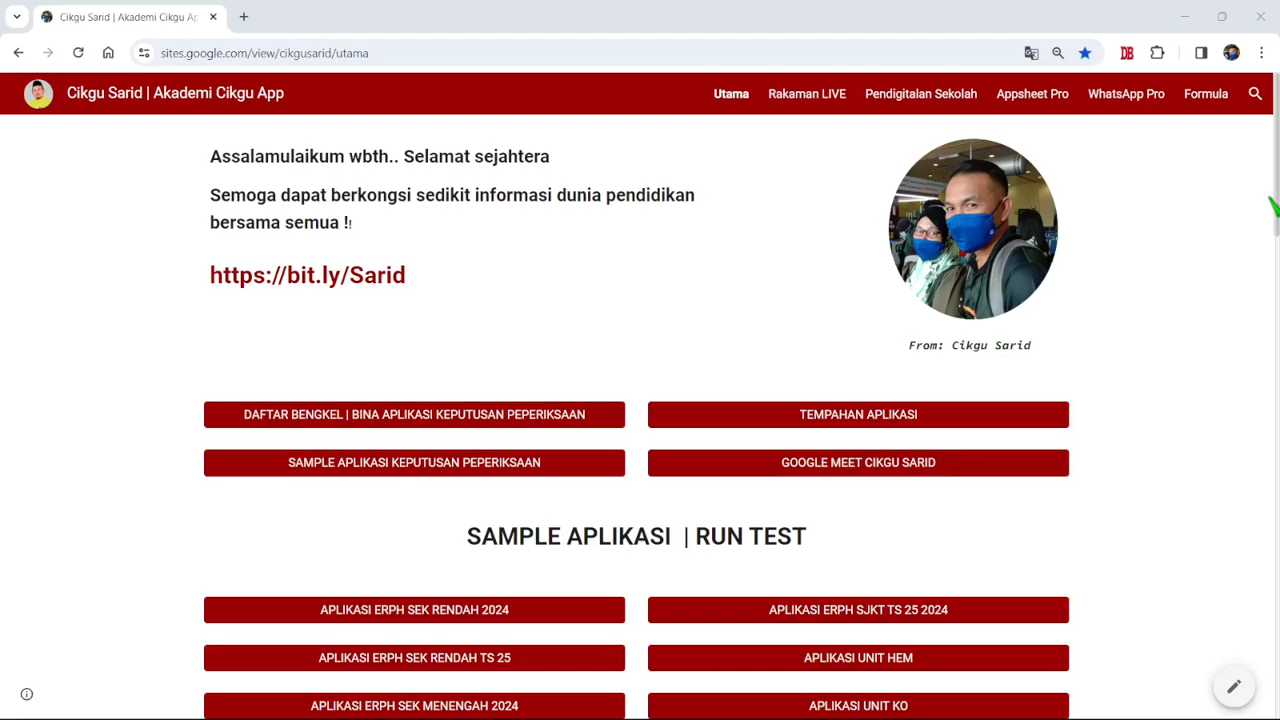 Cikgu Sarid | Akademi Cikgu Ap
sites.google.com/view/cikgusarid/utama
DB
Cikgu Sarid | Akademi Cikgu App
Utama
Rakaman LIVE
Pendigitalan Sekolah
Appsheet Pro
WhatsApp Pro
Formula
Assalamulaikum wbth.. Selamat sejahtera
Semoga dapat berkongsi sedikit informasi dunia pendidikan
bersama semua !!
https://bit.ly/Sarid
From: Cikgu Sarid
DAFTAR BENGKEL | BINA APLIKASI KEPUTUSAN PEPERIKSAAN
TEMPAHAN APLIKASI
SAMPLE APLIKASI KEPUTUSAN PEPERIKSAAN
GOOGLE MEET CIKGU SARID
SAMPLE APLIKASI | RUN TEST
APLIKASI ERPH SEK RENDAH 2024
APLIKASI ERPH SJKT TS 25 2024
APLIKASI ERPH SEK RENDAH TS 25
APLIKASI UNIT HEM
APLIKASI ERPH SEK MENENGAH 2024
APLIKASI UNIT KO